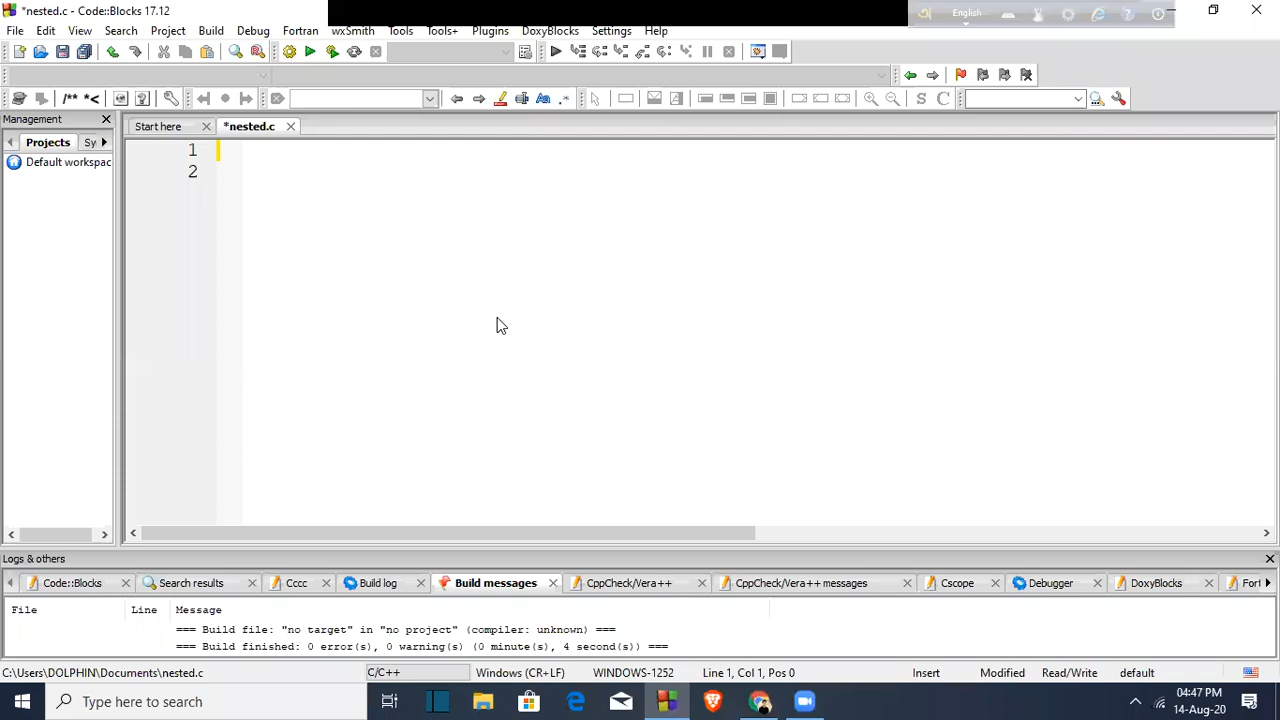 *nested.c - Code::Blocks 17.12
English
File Edit View Search Project Build Debug Fortran wxSmith Tools Tools+ Plugins DoxyBlocks Settings Help
/** *<
.*
S C
Management
Projects Sy
Default workspac
Start here *nested.c
1
2
Logs & others
Code::Blocks Search results Cccc Build log Build messages CppCheck/Vera++ CppCheck/Vera++ messages Cscope Debugger DoxyBlocks Fort
File Line Message
=== Build file: "no target" in "no project" (compiler: unknown) ===
=== Build finished: 0 error(s), 0 warning(s) (0 minute(s), 4 second(s)) ===
C:\Users\DOLPHIN\Documents\nested.c C/C++ Windows (CR+LF) WINDOWS-1252 Line 1, Col 1, Pos 0 Insert Modified Read/Write default
Type here to search
04:47 PM
14-Aug-20